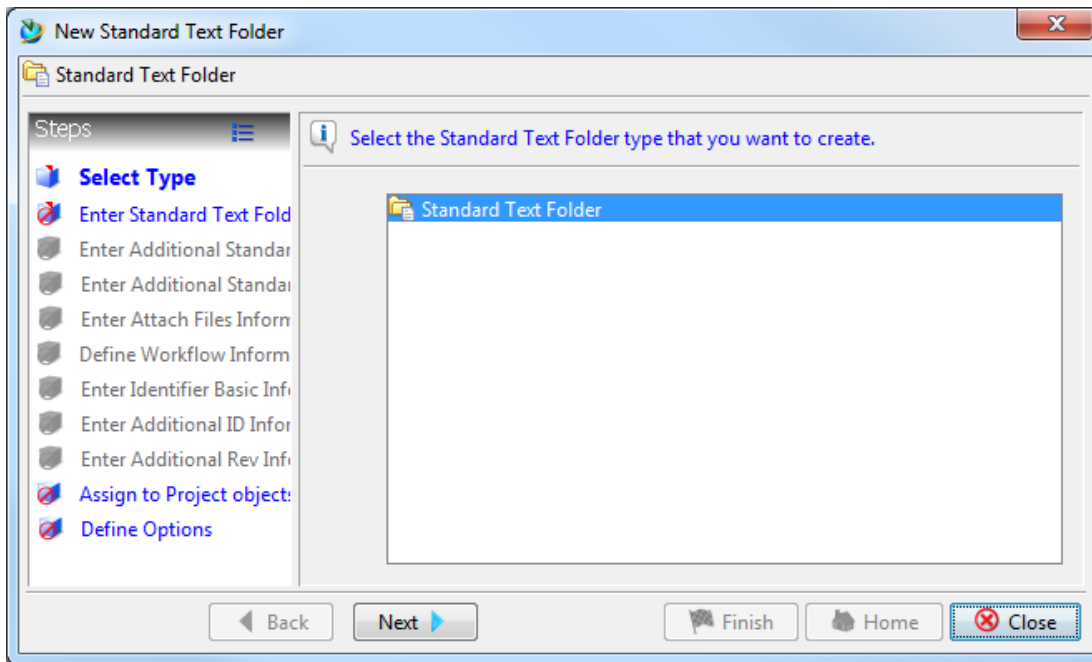 New Standard Text Folder
Standard Text Folder
Steps
Select the Standard Text Folder type that you want to create.
Select Type
Enter Standard Text Fold
Enter Additional Standar
Enter Additional Standar
Enter Attach Files Inform
Define Workflow Inform
Enter Identifier Basic Info
Enter Additional ID Infor
Enter Additional Rev Info
Assign to Project objects
Define Options
Standard Text Folder
Back
Next
Finish
Home
Close